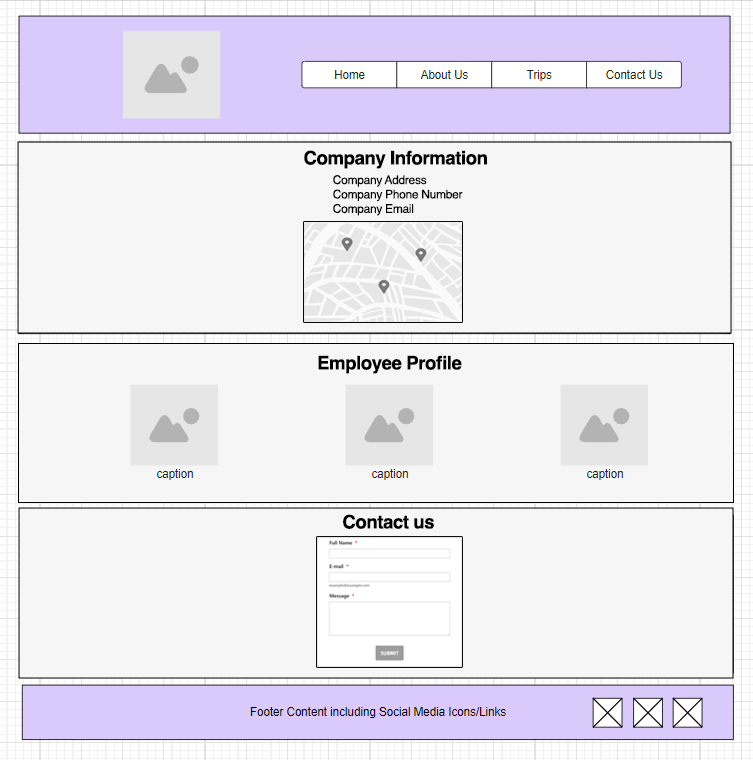 Home About Us Trips Contact Us
Company Information
Company Address
Company Phone Number
Company Email
Employee Profile
caption caption caption
Contact us
Full Name *
E-mail *
example@example.com
Message *
SUBMIT
Footer Content including Social Media Icons/Links